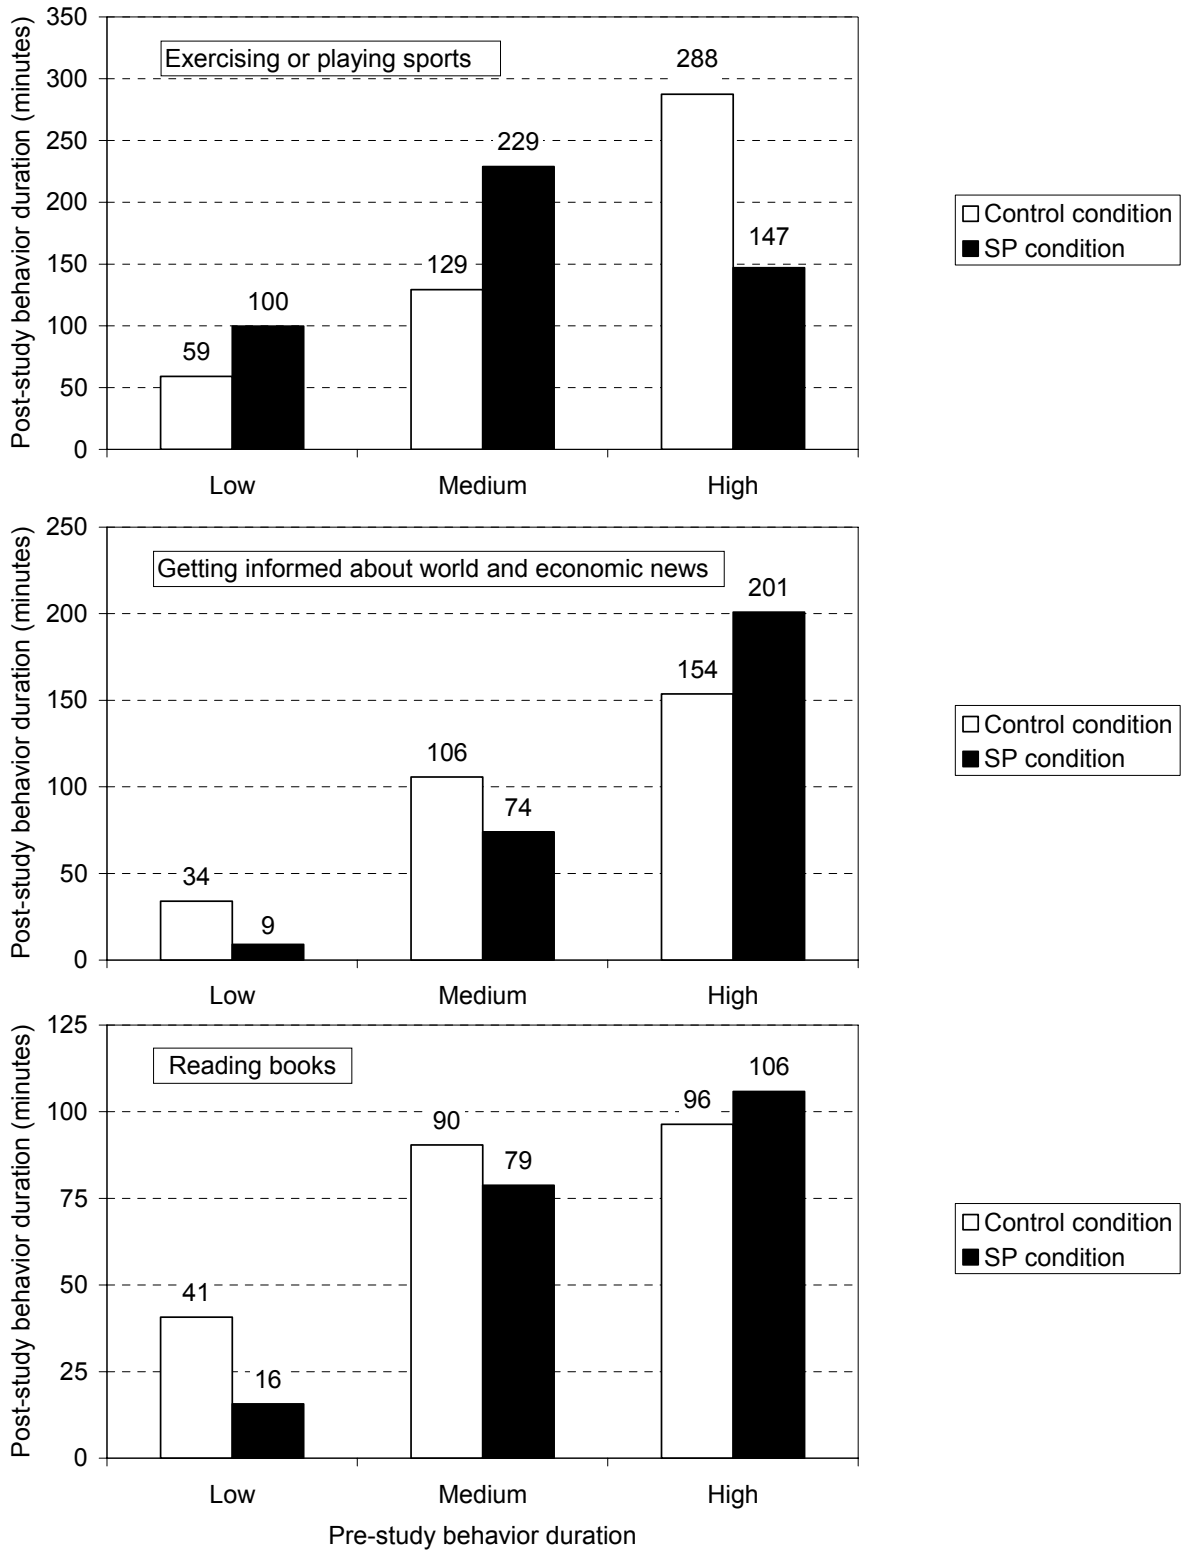 350
Exercising or playing sports
288
300
250
229
200
147
150
129
100
100
59
50
0
Post-study behavior duration (minutes)
Low Medium High
Control condition
SP condition
250
Getting informed about world and economic news
201
200
154
150
106
100
74
50
34
9
0
Post-study behavior duration (minutes)
Low Medium High
Control condition
SP condition
125
Reading books
106
96
100
90
79
75
50
41
25
16
0
Post-study behavior duration (minutes)
Low Medium High
Control condition
SP condition
Pre-study behavior duration